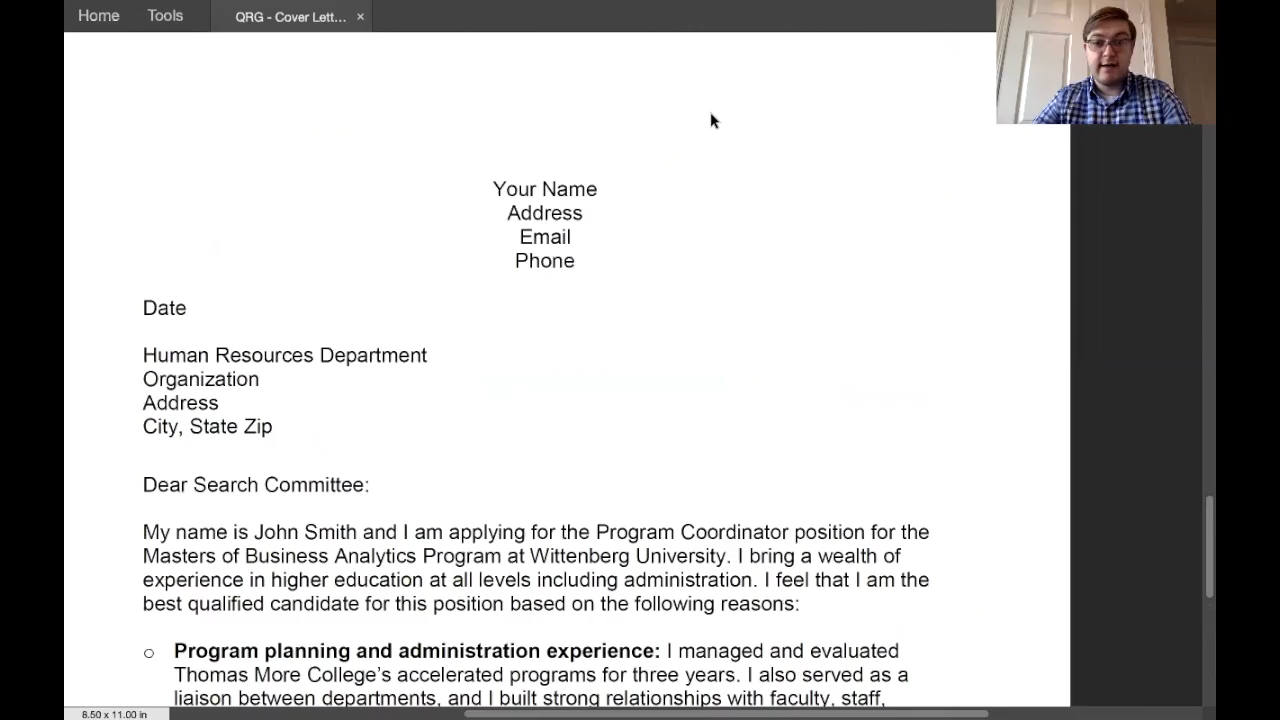 Home Tools QRG - Cover Lett... ×
Your Name
Address
Email
Phone
Date
Human Resources Department
Organization
Address
City, State Zip
Dear Search Committee:
My name is John Smith and I am applying for the Program Coordinator position for the
Masters of Business Analytics Program at Wittenberg University. I bring a wealth of
experience in higher education at all levels including administration. I feel that I am the
best qualified candidate for this position based on the following reasons:
○ Program planning and administration experience: I managed and evaluated
Thomas More College’s accelerated programs for three years. I also served as a
liaison between departments, and I built strong relationships with faculty, staff,
8.50 x 11.00 in